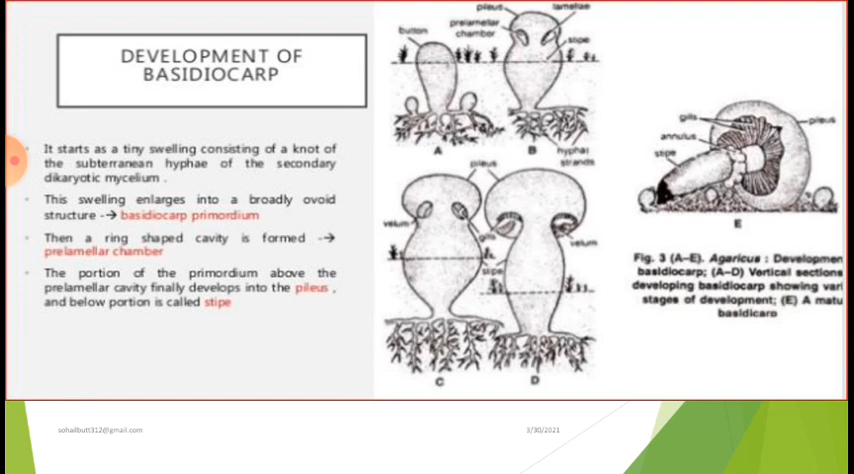 DEVELOPMENT OF
BASIDIOCARP
It starts as a tiny swelling consisting of a knot of
the subterranean hyphae of the secondary
dikaryotic mycelium .
This swelling enlarges into a broadly ovoid
structure -→ basidiocarp primordium
Then a ring shaped cavity is formed -→
prelamellar chamber
The portion of the primordium above the
prelamellar cavity finally develops into the pileus ,
and below portion is called stipe
pileus
lamellae
button
prelamellar
chamber
stipe
A
B
hyphal
strands
pileus
velum
gills
velum
stipe
C
D
gills
pileus
annulus
stipe
E
Fig. 3 (A–E). Agaricus : Developmen
basidiocarp; (A–D) Vertical sections
developing basidiocarp showing vari
stages of development; (E) A matu
basidicarp
sohailbutt312@gmail.com
3/30/2021